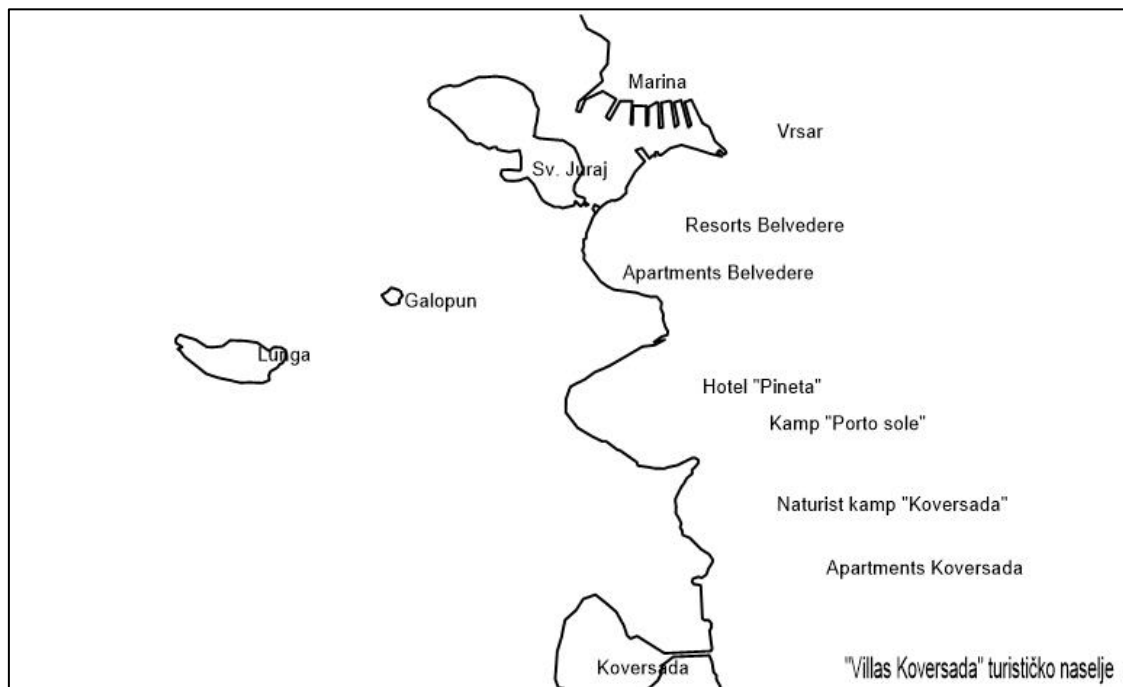 Marina
Vrsar
Sv. Juraj
Resorts Belvedere
Apartments Belvedere
Galopun
Lunga
Hotel "Pineta"
Kamp "Porto sole"
Naturist kamp "Koversada"
Apartments Koversada
Koversada
"Villas Koversada" turističko naselje